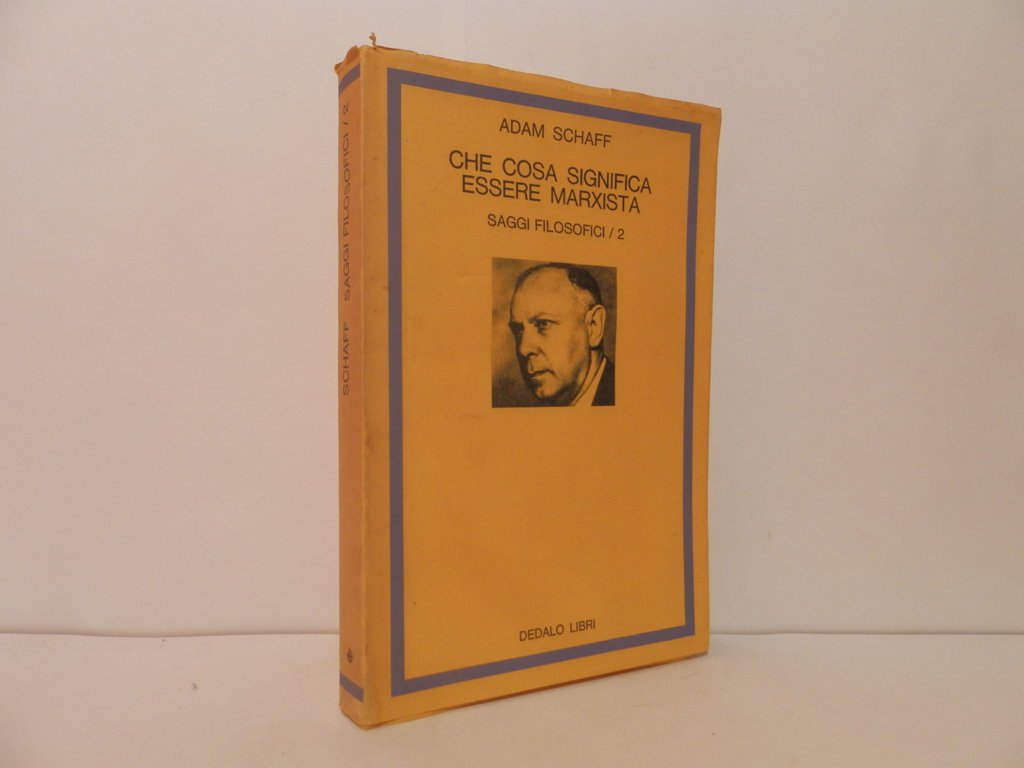 ADAM SCHAFF
CHE COSA SIGNIFICA
ESSERE MARXISTA
SAGGI FILOSOFICI / 2
DEDALO LIBRI
SCHAFF SAGGI FILOSOFICI / 2